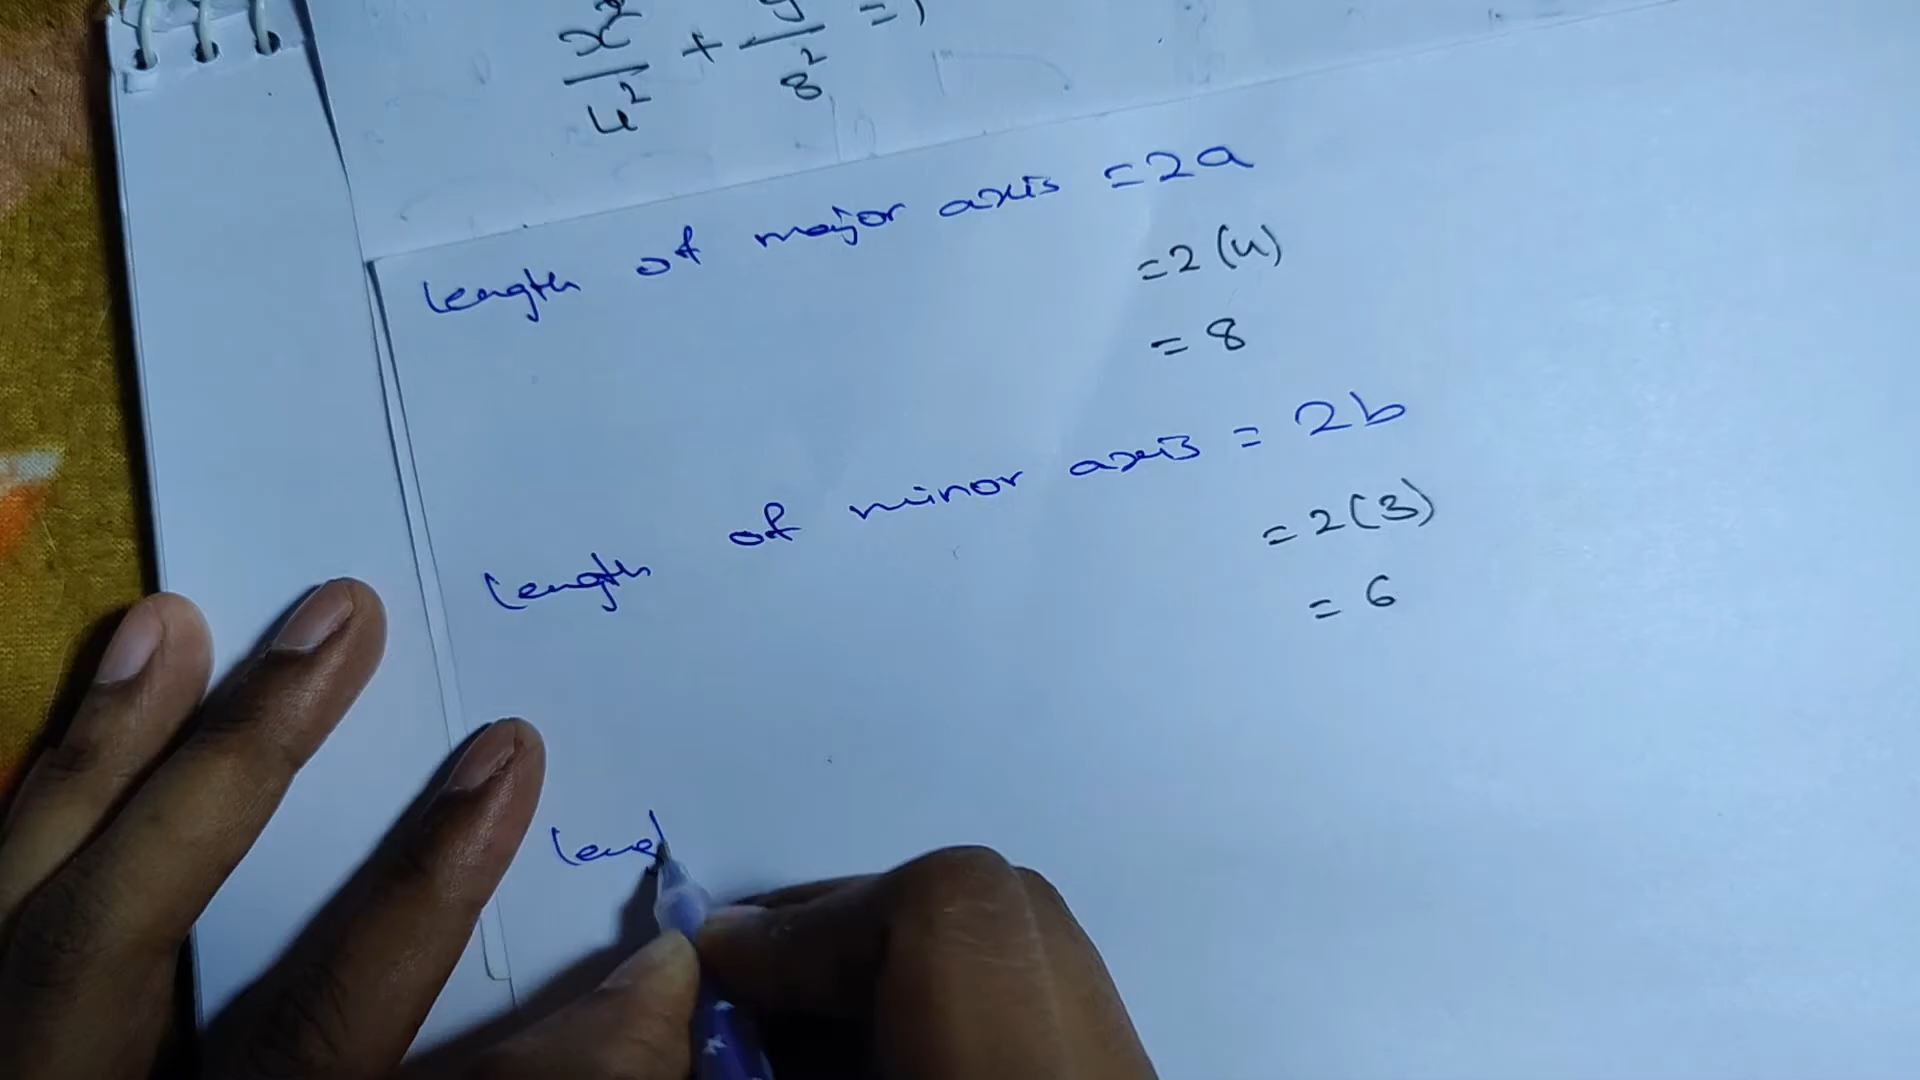 x² / 4² + y / 8² = 1
Length of major axis = 2a
= 2(4)
= 8
Length of minor axis = 2b
= 2(3)
= 6
Leng